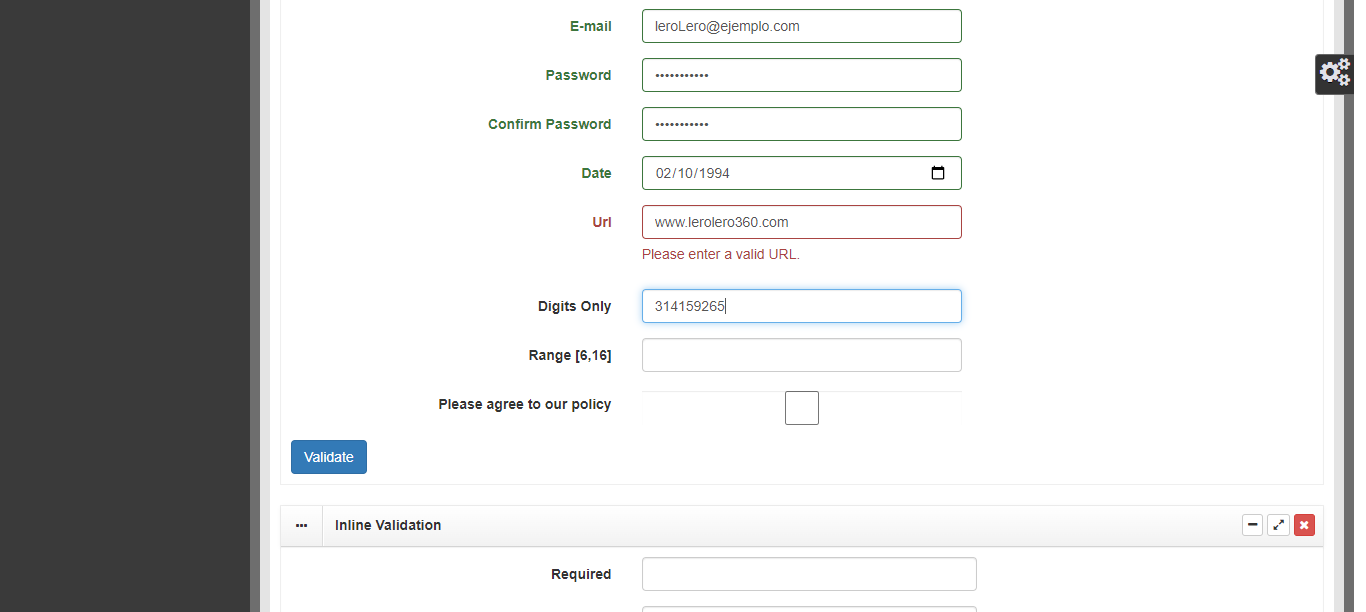 E-mail leroLero@ejemplo.com
Password •••••••••••
Confirm Password •••••••••••
Date 02/10/1994
Url www.lerolero360.com
Please enter a valid URL.
Digits Only 314159265
Range [6,16]
Please agree to our policy
Validate
Inline Validation
Required